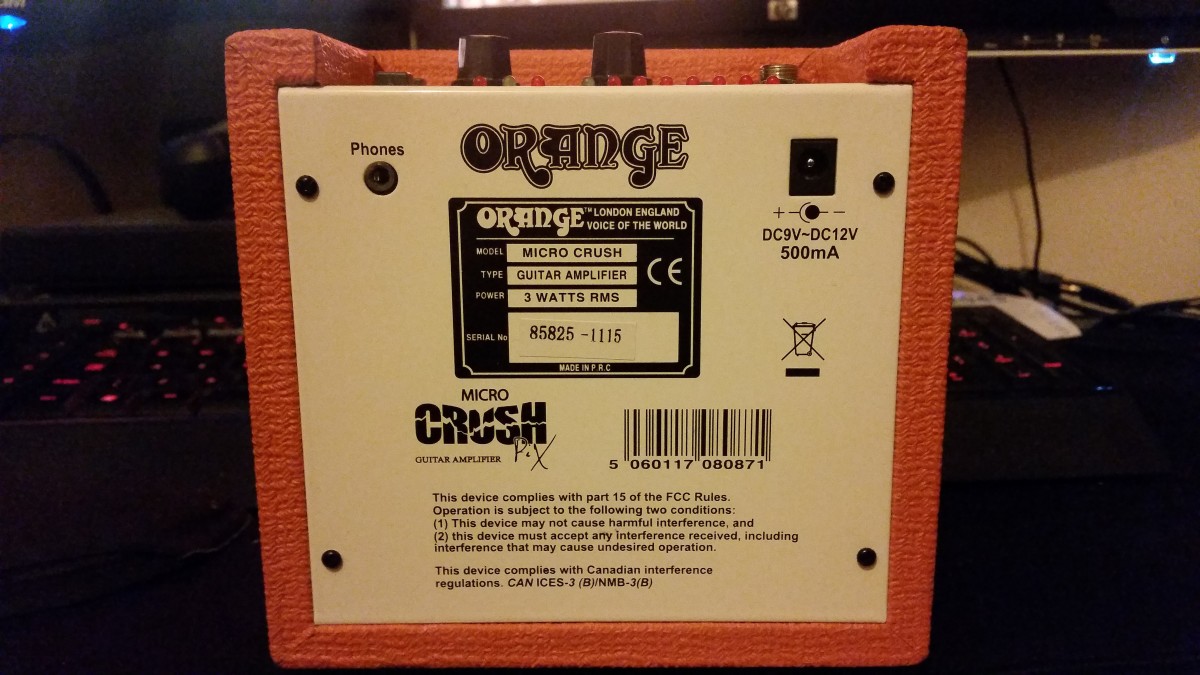 Phones
ORANGE
+ -
DC9V~DC12V
500mA
ORANGE™ LONDON ENGLAND
VOICE OF THE WORLD
MODEL MICRO CRUSH
TYPE GUITAR AMPLIFIER
POWER 3 WATTS RMS
CE
SERIAL No 85825 -1115
MADE IN P.R.C
MICRO
CRUSH
PiX
GUITAR AMPLIFIER
5 060117 080871
This device complies with part 15 of the FCC Rules.
Operation is subject to the following two conditions:
(1) This device may not cause harmful interference, and
(2) this device must accept any interference received, including
interference that may cause undesired operation.
This device complies with Canadian interference
regulations. CAN ICES-3 (B)/NMB-3(B)
hp